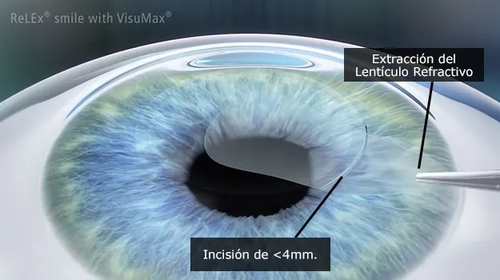 ReLEx® smile with VisuMax®
Extracción del
Lentículo Refractivo
Incisión de <4mm.